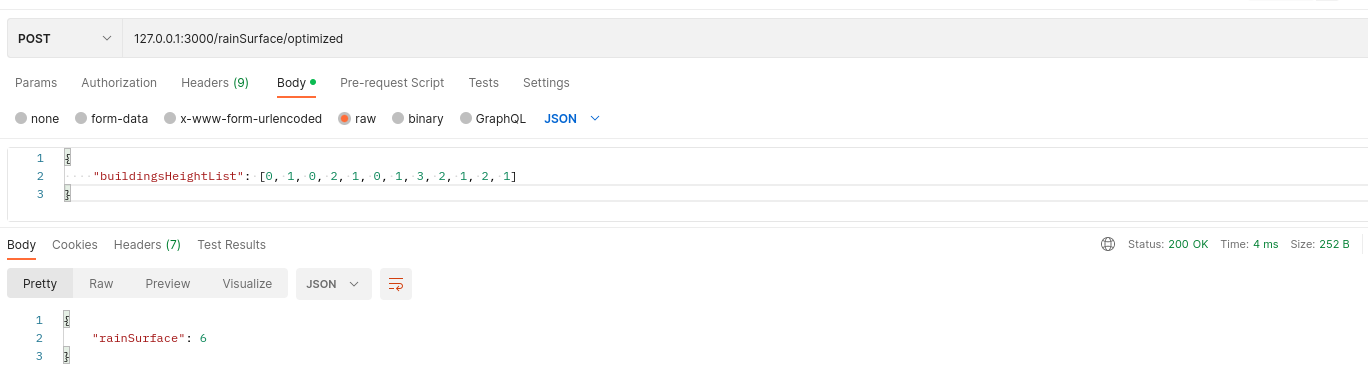 POST 127.0.0.1:3000/rainSurface/optimized
Params Authorization Headers (9) Body Pre-request Script Tests Settings
none form-data x-www-form-urlencoded raw binary GraphQL JSON
1 {
2 "buildingsHeightList": [0, 1, 0, 2, 1, 0, 1, 3, 2, 1, 2, 1]
3 }
Body Cookies Headers (7) Test Results Status: 200 OK Time: 4 ms Size: 252 B
Pretty Raw Preview Visualize JSON
1 {
2 "rainSurface": 6
3 }